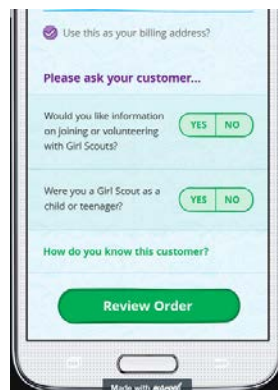 Use this as your billing address?
Please ask your customer...
Would you like information
on joining or volunteering
with Girl Scouts?
YES NO
Were you a Girl Scout as a
child or teenager?
YES NO
How do you know this customer?
Review Order
Made with